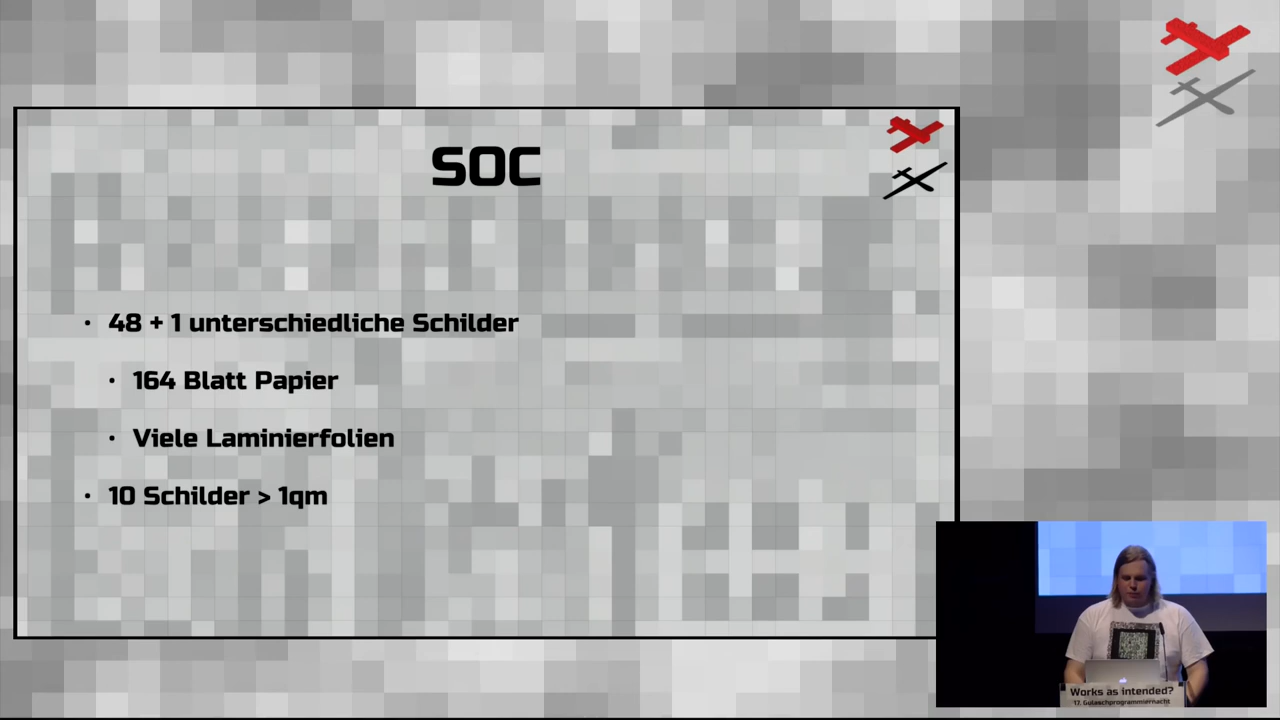 SOC
• 48 + 1 unterschiedliche Schilder
• 164 Blatt Papier
• Viele Laminierfolien
• 10 Schilder > 1qm
Works as intended?
17. Gulaschprogrammiernacht